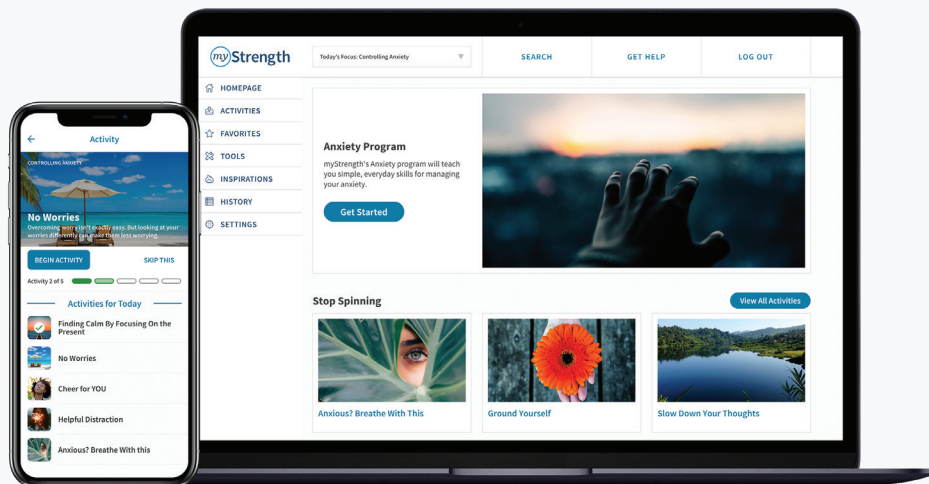 myStrength
Today's Focus: Controlling Anxiety
SEARCH
GET HELP
LOG OUT
HOMEPAGE
ACTIVITIES
FAVORITES
TOOLS
INSPIRATIONS
HISTORY
SETTINGS
Anxiety Program
myStrength's Anxiety program will teach
you simple, everyday skills for managing
your anxiety.
Get Started
Stop Spinning
View All Activities
Anxious? Breathe With This
Ground Yourself
Slow Down Your Thoughts
Activity
CONTROLLING ANXIETY
No Worries
Overcoming worry isn't exactly easy. But looking at your
worries differently can make them less worrying.
BEGIN ACTIVITY
SKIP THIS
Activity 2 of 5
Activities for Today
Finding Calm By Focusing On the
Present
No Worries
Cheer for YOU
Helpful Distraction
Anxious? Breathe With this